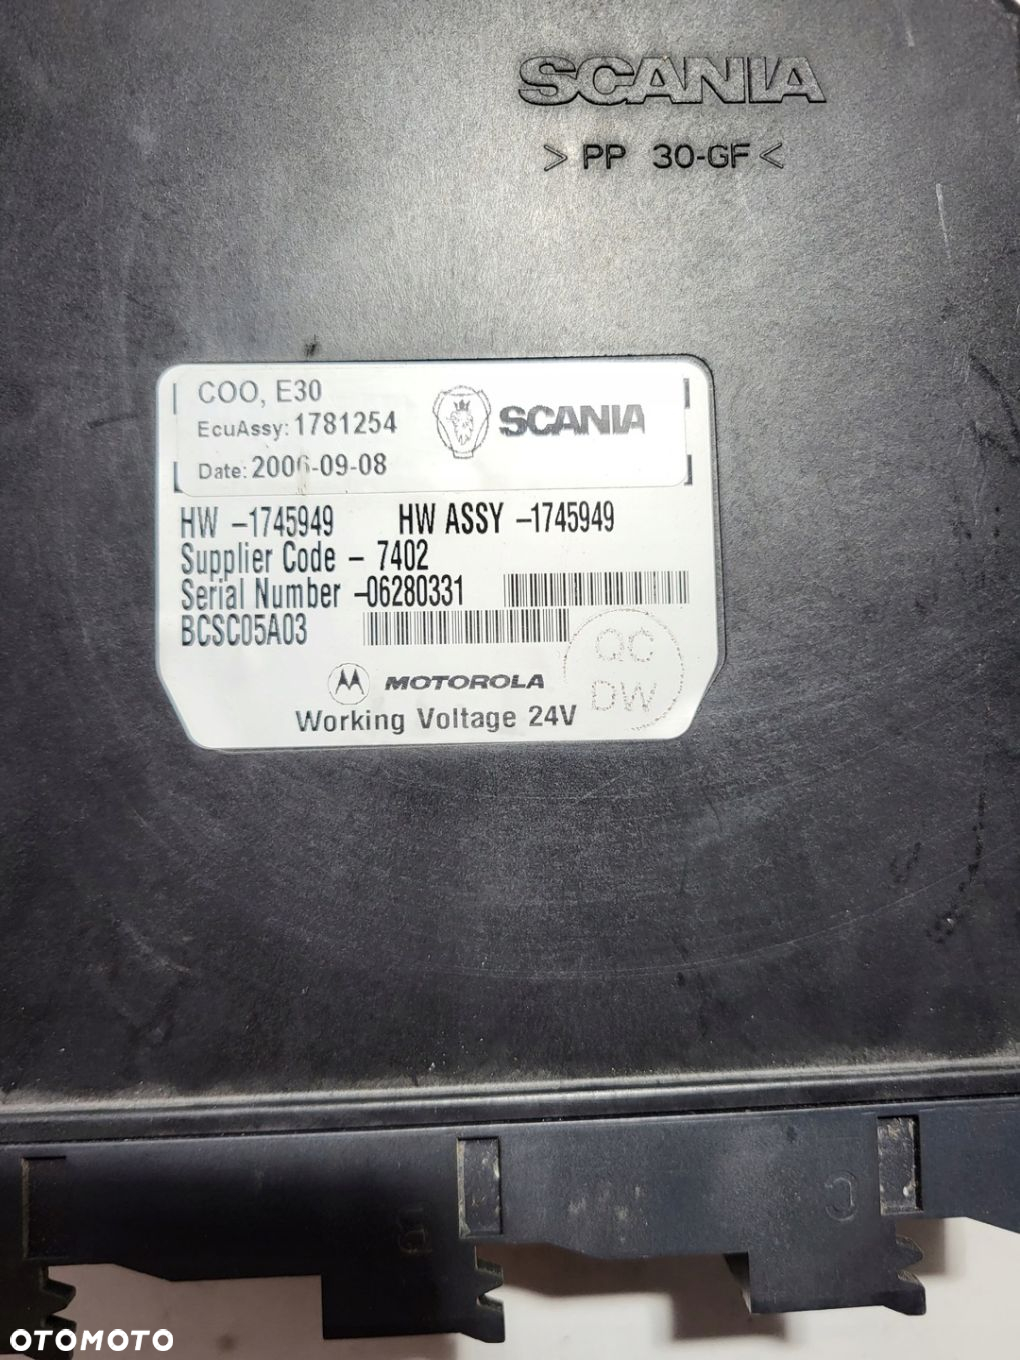 SCANIA
> PP 30-GF <
COO, E30
EcuAssy: 1781254
SCANIA
Date: 2006-09-08
HW -1745949 HW ASSY -1745949
Supplier Code - 7402
Serial Number -06280331
BCSC05A03
QC
DW
MOTOROLA
Working Voltage 24V
C
OTOMOTO